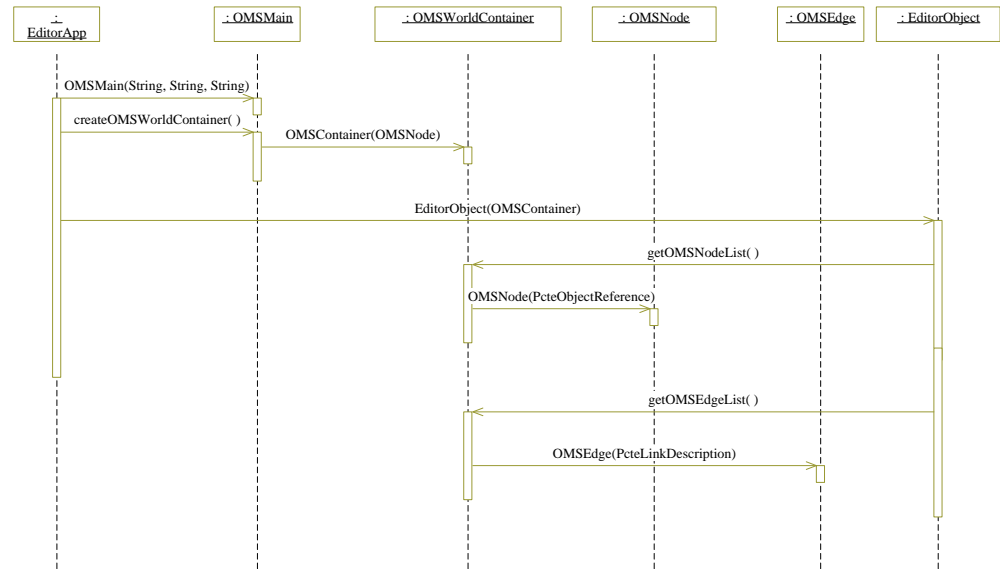 :
EditorApp
: OMSMain
: OMSWorldContainer
: OMSNode
: OMSEdge
: EditorObject
OMSMain(String, String, String)
createOMSWorldContainer( )
OMSContainer(OMSNode)
EditorObject(OMSContainer)
getOMSNodeList( )
OMSNode(PcteObjectReference)
getOMSEdgeList( )
OMSEdge(PcteLinkDescription)